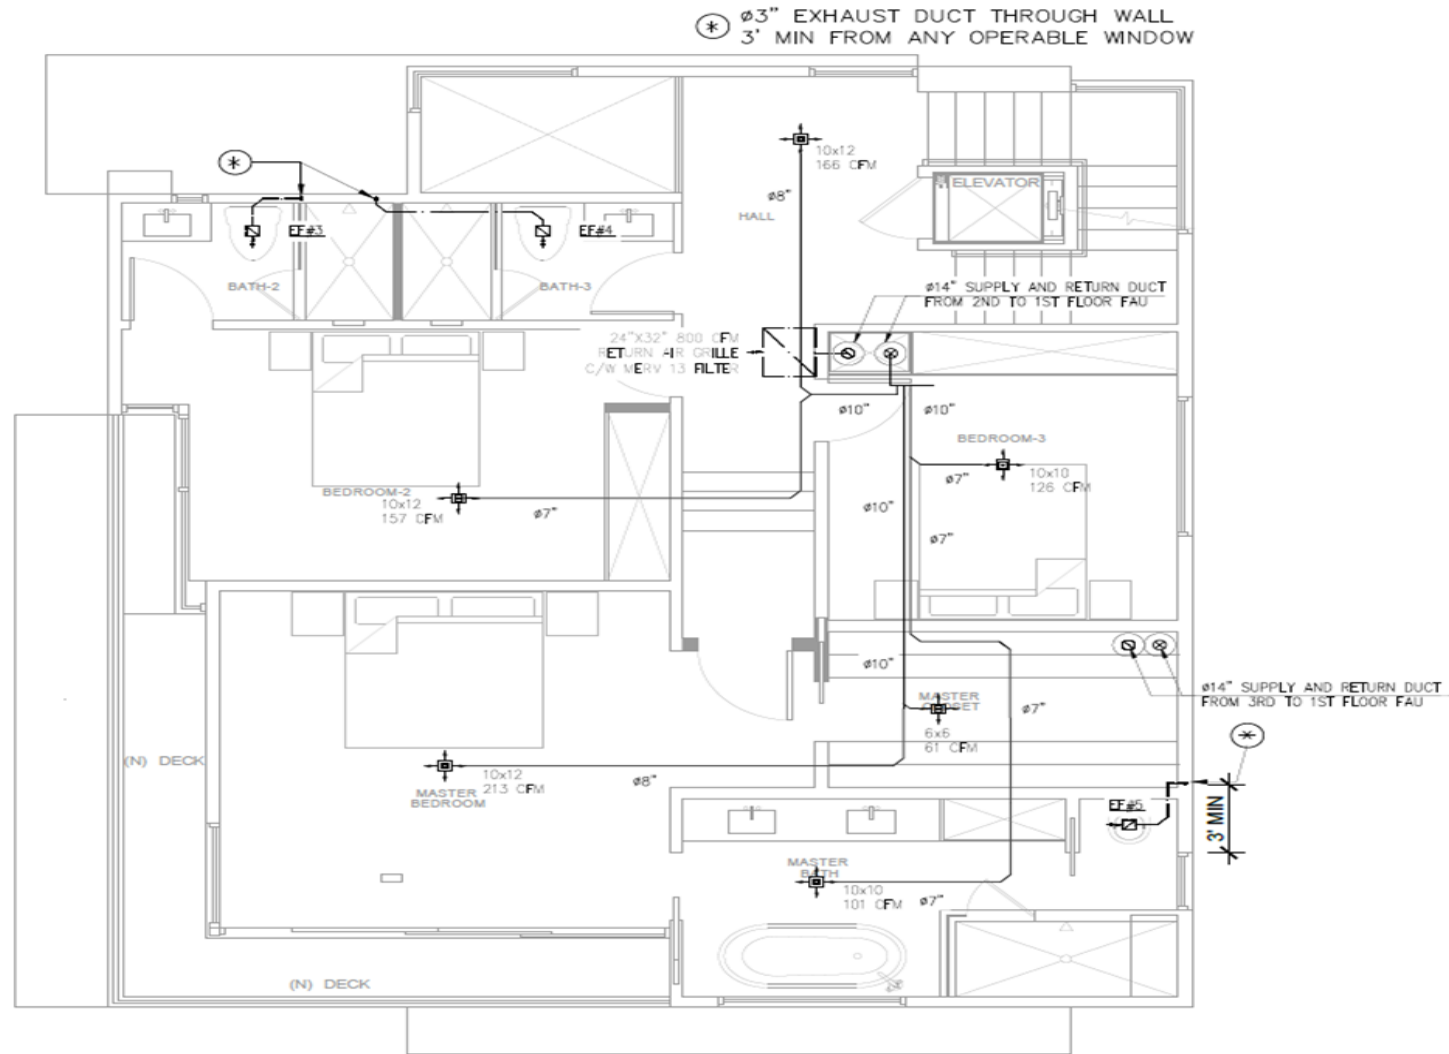 * ø3" EXHAUST DUCT THROUGH WALL
3' MIN FROM ANY OPERABLE WINDOW
10x12
166 CFM
*
ø8"
ELEVATOR
HALL
EF#3
EF#4
BATH-2
BATH-3
ø14" SUPPLY AND RETURN DUCT
FROM 2ND TO 1ST FLOOR FAU
24"X32" 800 CFM
RETURN AIR GRILLE
C/W MERV 13 FILTER
ø10"
ø10"
BEDROOM-3
10x10
126 CFM
ø7"
BEDROOM-2
10x12
157 CFM
ø7"
ø10"
ø7"
ø10"
ø14" SUPPLY AND RETURN DUCT
FROM 3RD TO 1ST FLOOR FAU
MASTER
CLOSET
6x6
61 CFM
ø7"
*
(N) DECK
10x12
213 CFM
MASTER
BEDROOM
ø8"
EF#5
3' MIN
MASTER
BATH
10x10
101 CFM
ø7"
(N) DECK